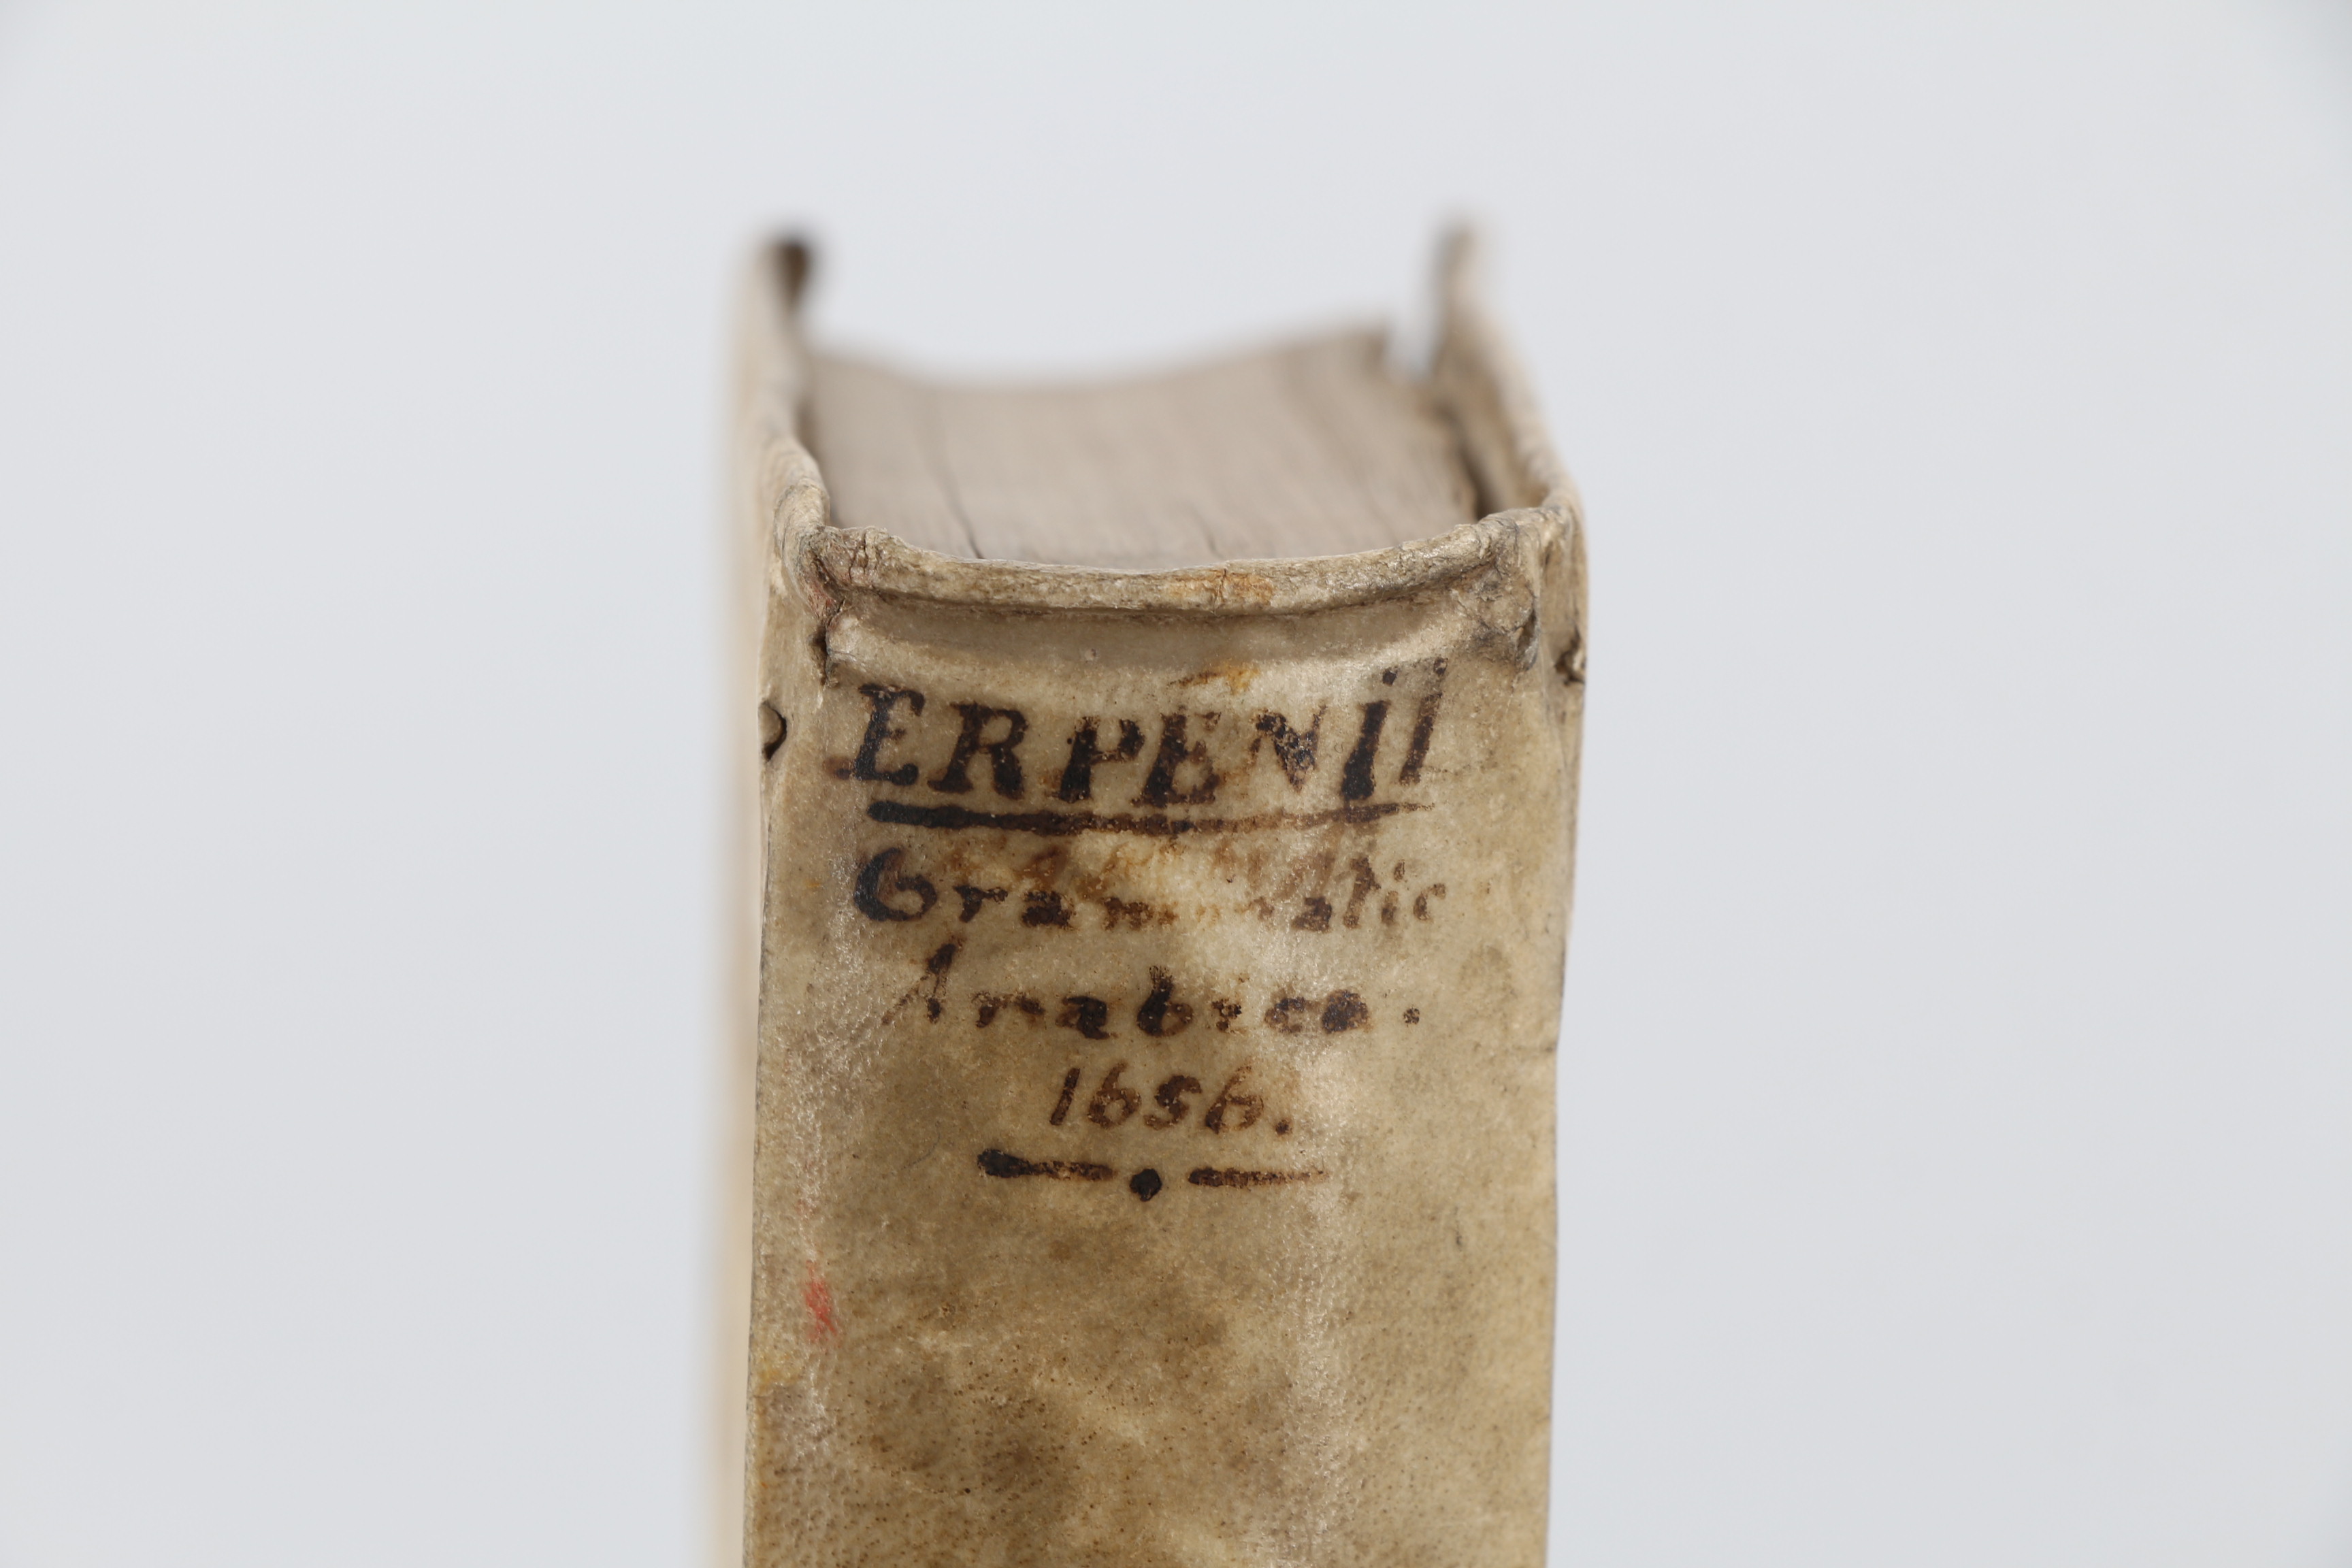 ERPENII
Grammatic
Arabica.
1656.